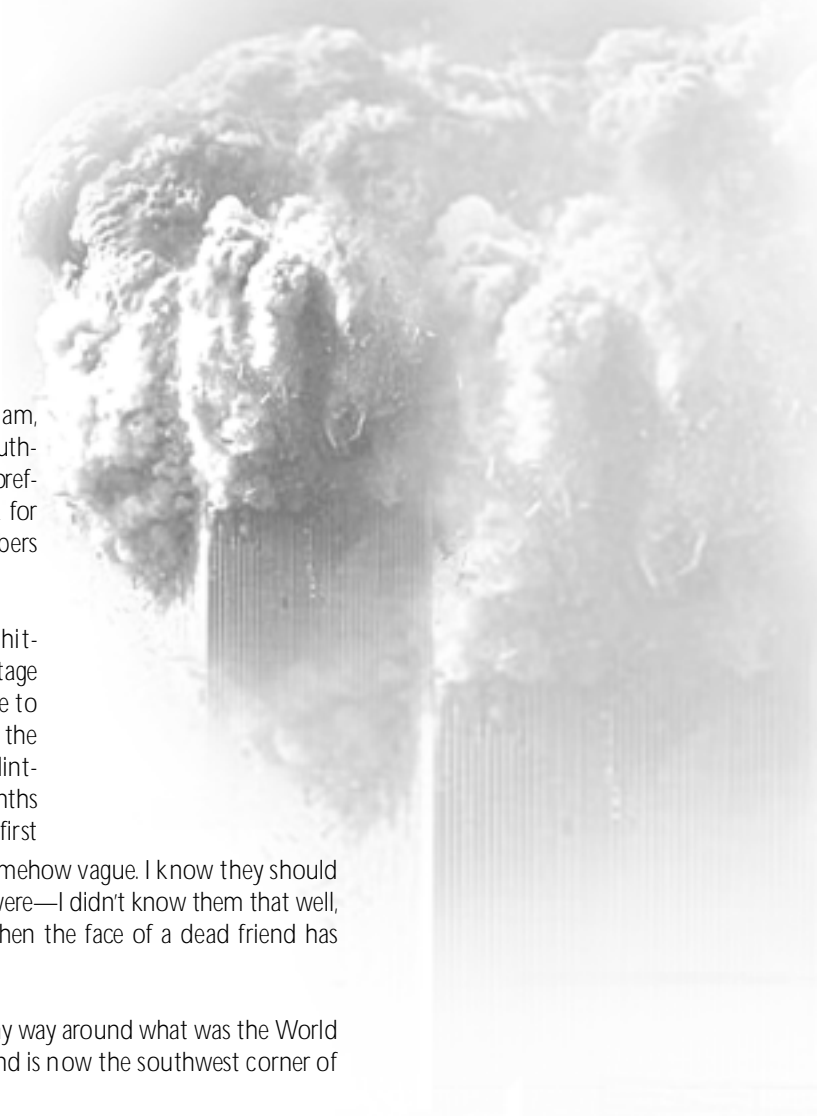 am,
uth-
pref-
for
bers
hit-
tage
e to
the
lint-
nths
first
mehow vague. I know they should
vere—I didn't know them that well,
hen the face of a dead friend has
y way around what was the World
nd is now the southwest corner of